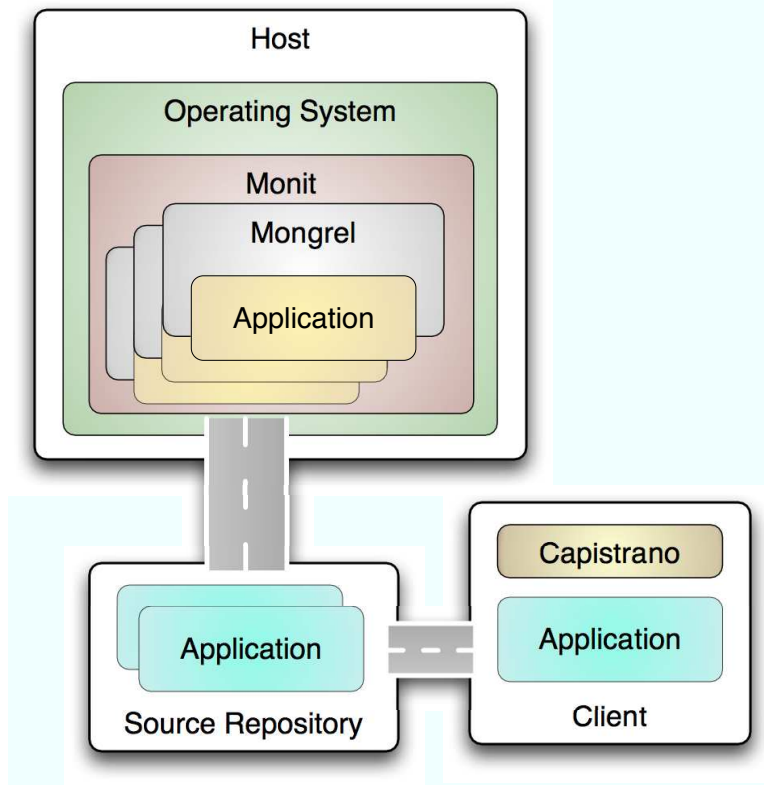 Host
Operating System
Monit
Mongrel
Application
Capistrano
Application
Application
Source Repository
Client